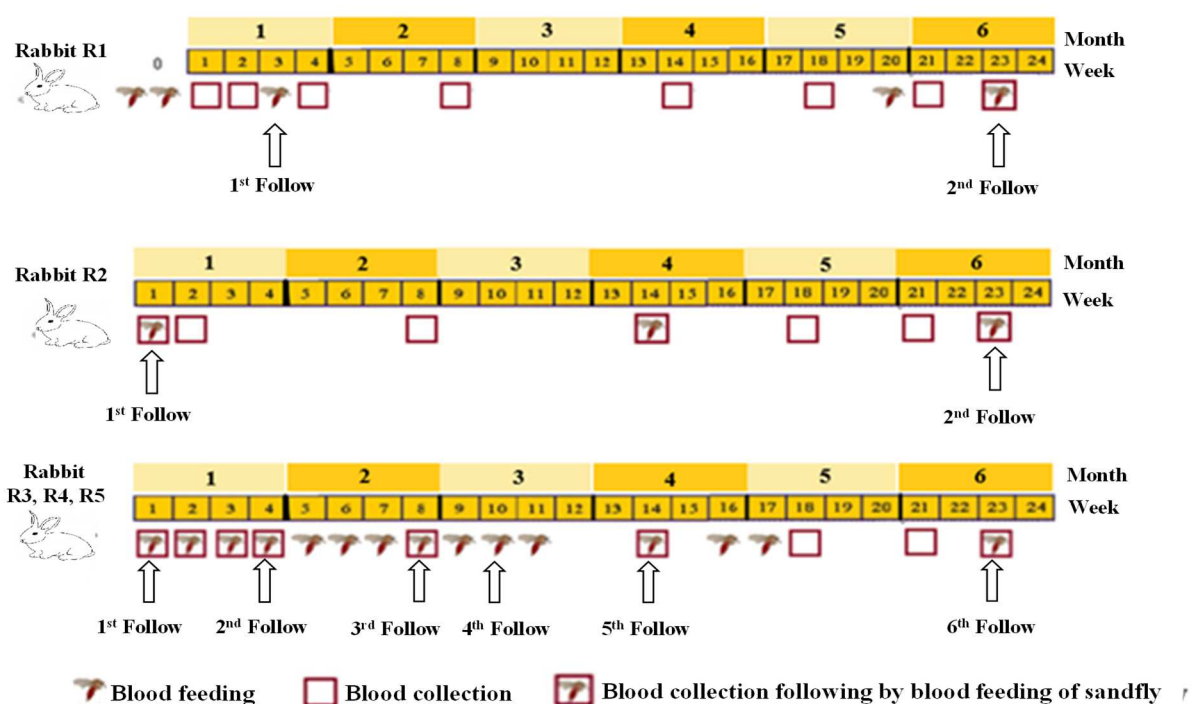 1 2 3 4 5 6 Month
Rabbit R1
0 1 2 3 4 5 6 7 8 9 10 11 12 13 14 15 16 17 18 19 20 21 22 23 24 Week
1st Follow 2nd Follow
1 2 3 4 5 6 Month
Rabbit R2
1 2 3 4 5 6 7 8 9 10 11 12 13 14 15 16 17 18 19 20 21 22 23 24 Week
1st Follow 2nd Follow
1 2 3 4 5 6 Month
Rabbit
R3, R4, R5
1 2 3 4 5 6 7 8 9 10 11 12 13 14 15 16 17 18 19 20 21 22 23 24 Week
1st Follow 2nd Follow 3rd Follow 4th Follow 5th Follow 6th Follow
Blood feeding Blood collection Blood collection following by blood feeding of sandfly